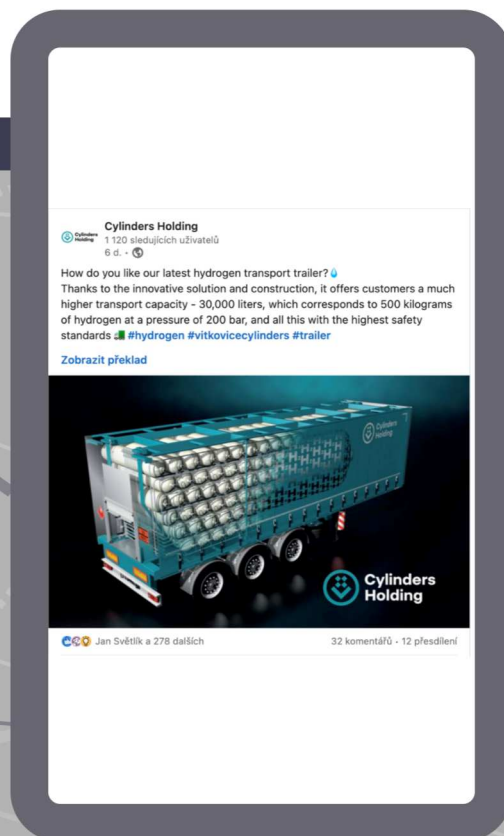 Cylinders
Holding
Cylinders Holding
1 120 sledujících uživatelů
6 d. •
How do you like our latest hydrogen transport trailer?💧
Thanks to the innovative solution and construction, it offers customers a much
higher transport capacity - 30,000 liters, which corresponds to 500 kilograms
of hydrogen at a pressure of 200 bar, and all this with the highest safety
standards 🚛 #hydrogen #vitkovicecylinders #trailer
Zobrazit překlad
Cylinders
Holding
Cylinders
Holding
Jan Světlík a 278 dalších
32 komentářů • 12 přesdílení